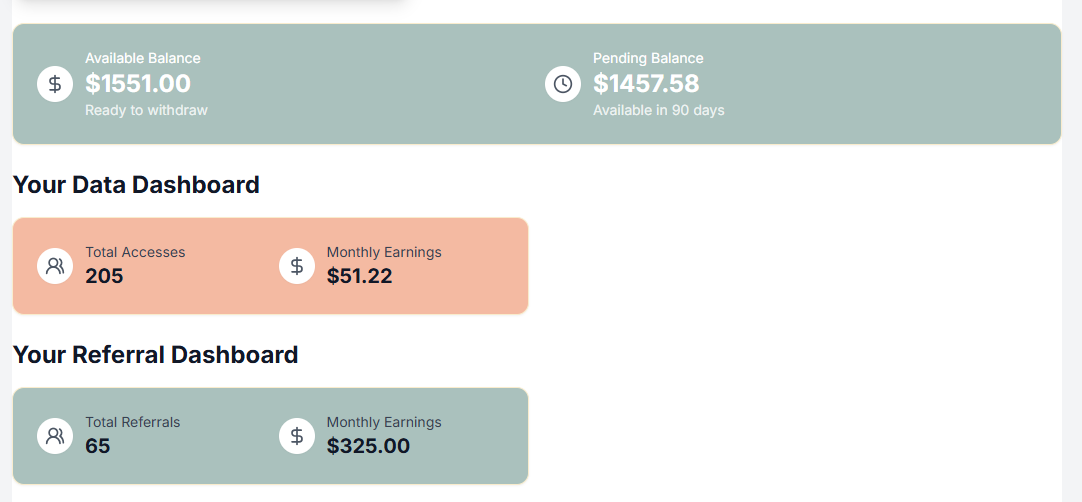 Available Balance
$1551.00
Ready to withdraw
Pending Balance
$1457.58
Available in 90 days
Your Data Dashboard
Total Accesses
205
Monthly Earnings
$51.22
Your Referral Dashboard
Total Referrals
65
Monthly Earnings
$325.00